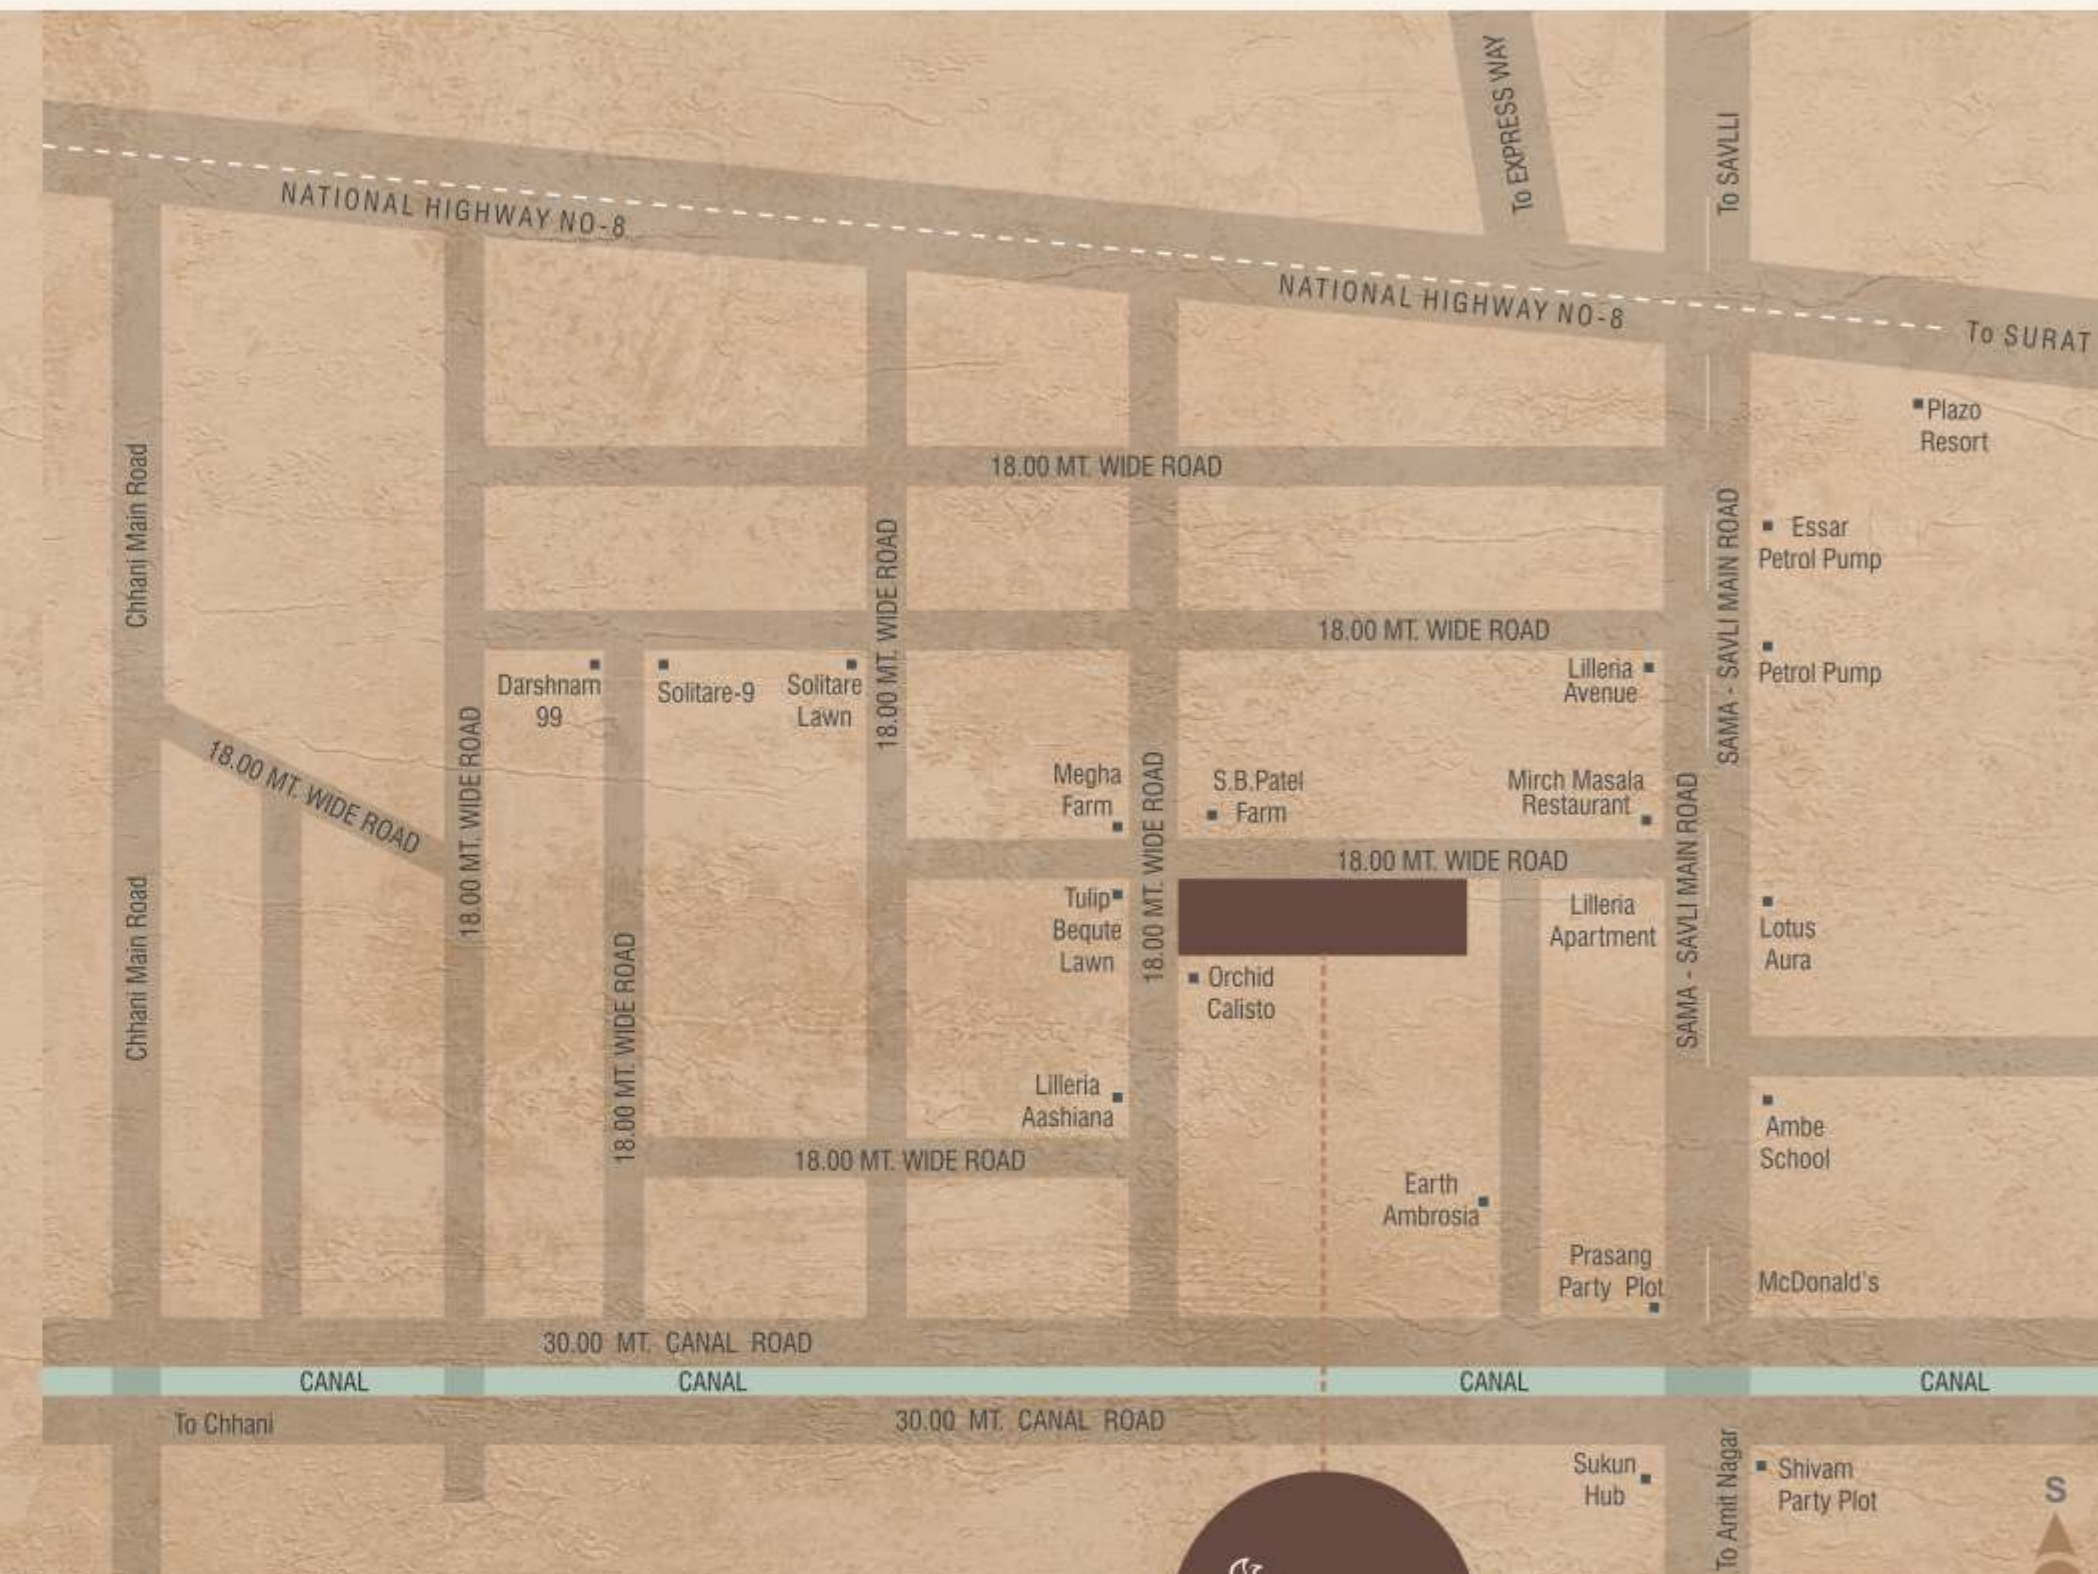 To EXPRESS WAY
To SAVLLI
NATIONAL HIGHWAY NO-8
NATIONAL HIGHWAY NO-8
To SURAT
Plazo
Resort
Chhani Main Road
18.00 MT. WIDE ROAD
18.00 MT. WIDE ROAD
SAMA - SAVLI MAIN ROAD
Essar
Petrol Pump
18.00 MT. WIDE ROAD
Darshnam
99
Solitare-9
Solitare
Lawn
Lilleria
Avenue
Petrol Pump
18.00 MT. WIDE ROAD
18.00 MT. WIDE ROAD
Megha
Farm
18.00 MT. WIDE ROAD
S.B.Patel
Farm
Mirch Masala
Restaurant
SAMA - SAVLI MAIN ROAD
18.00 MT. WIDE ROAD
Chhani Main Road
18.00 MT. WIDE ROAD
Tulip
Bequte
Lawn
Lilleria
Apartment
Lotus
Aura
Orchid
Calisto
Lilleria
Aashiana
Ambe
School
18.00 MT. WIDE ROAD
Earth
Ambrosia
Prasang
Party Plot
McDonald's
30.00 MT. CANAL ROAD
CANAL
CANAL
CANAL
CANAL
To Chhani
30.00 MT. CANAL ROAD
To Amit Nagar
Sukun
Hub
Shivam
Party Plot
S